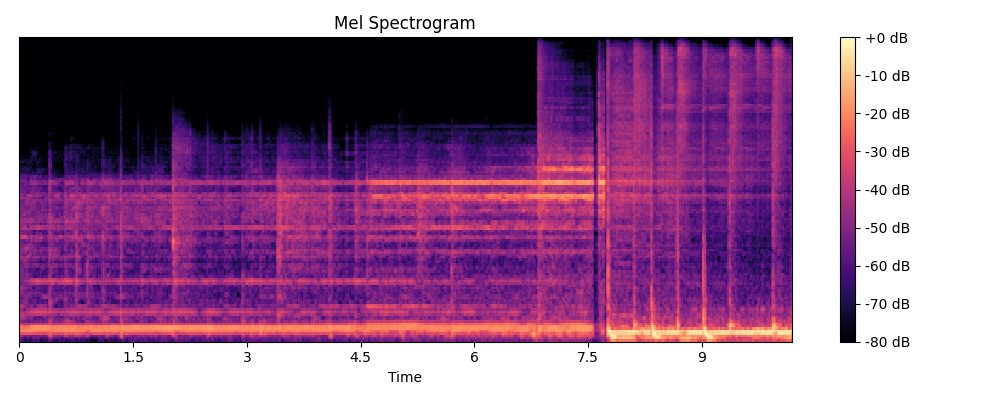 Mel Spectrogram
+0 dB
-10 dB
-20 dB
-30 dB
-40 dB
-50 dB
-60 dB
-70 dB
-80 dB
0 1.5 3 4.5 6 7.5 9
Time